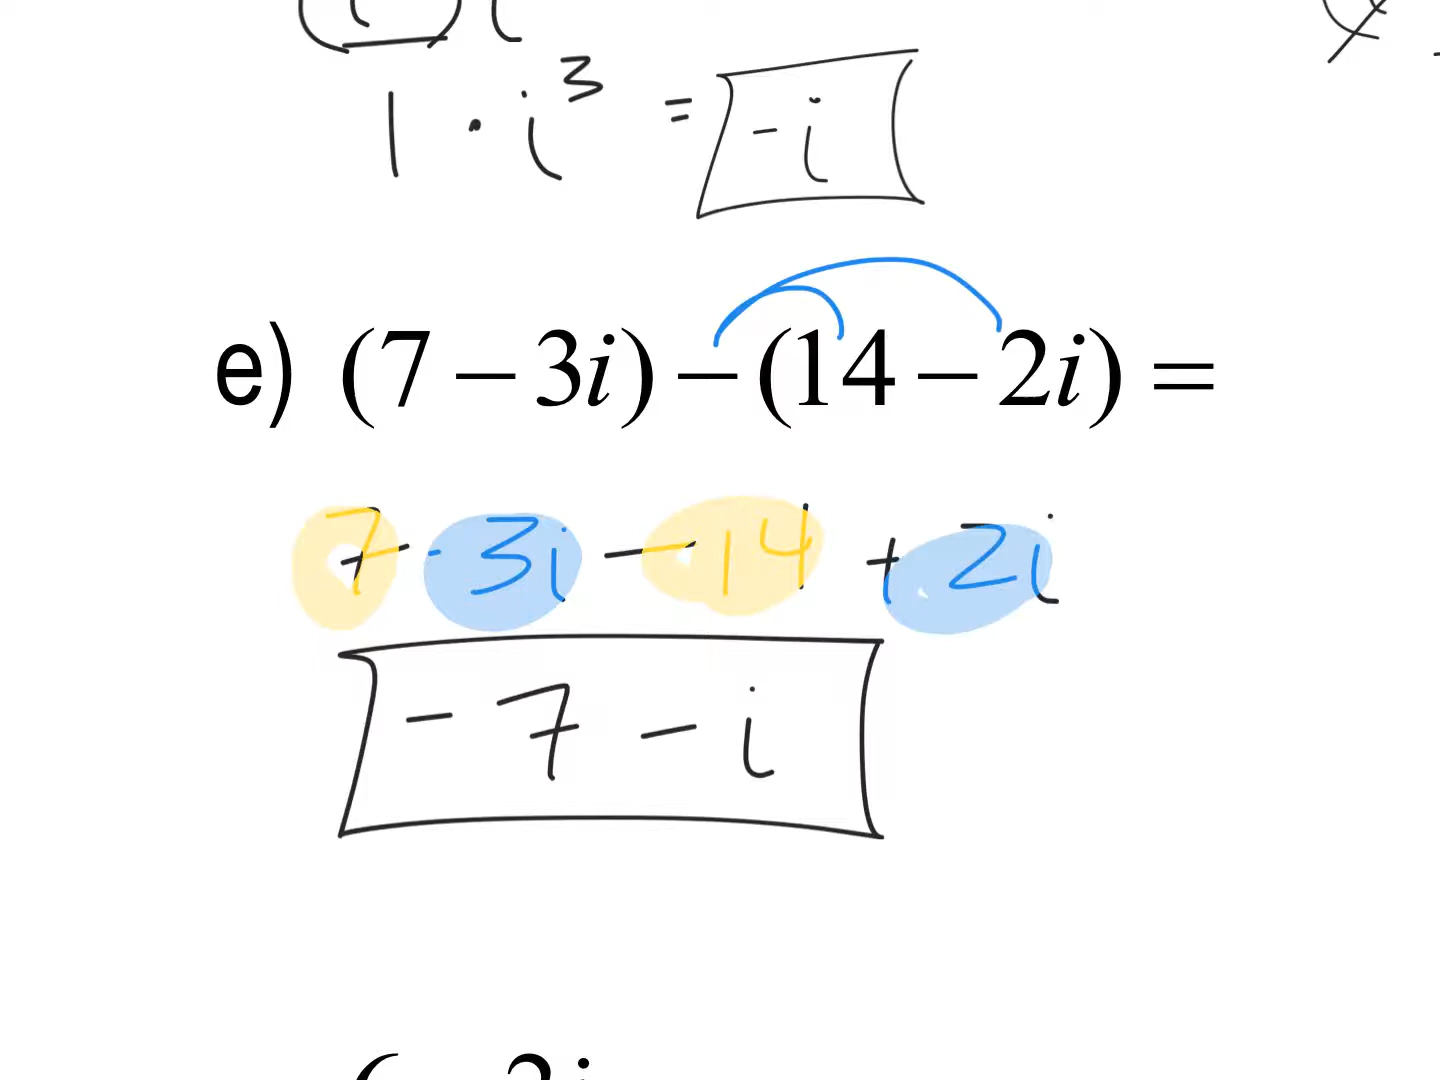 1 · i³ = -i
e) (7 − 3i) − (14 − 2i) =
7 - 3i - 14 + 2i
- 7 - i